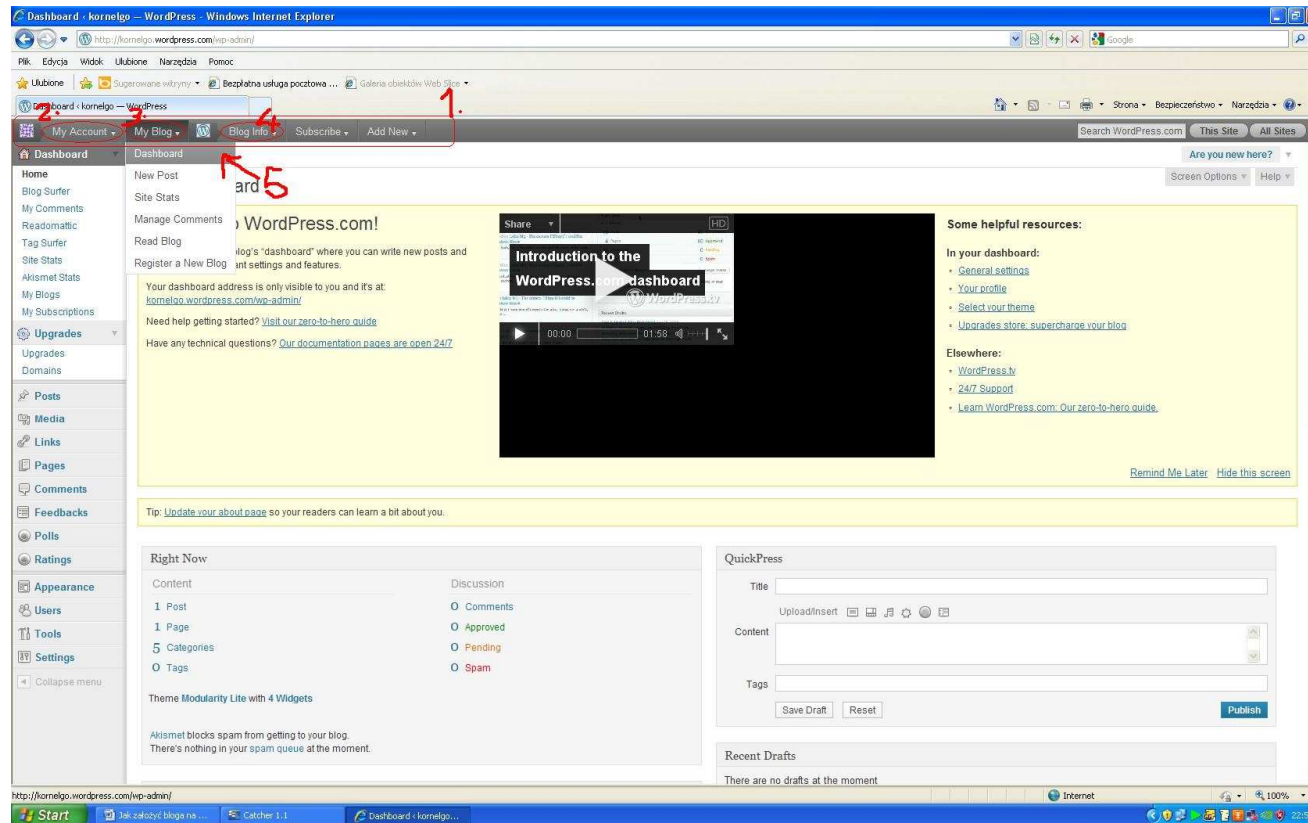 Dashboard ‹ kornelgo — WordPress - Windows Internet Explorer
http://kornelgo.wordpress.com/wp-admin/
Google
Plik Edycja Widok Ulubione Narzędzia Pomoc
Ulubione Sugerowane witryny Bezpłatna usługa pocztowa ... Galeria obiektów Web Slice
Dashboard ‹ kornelgo — WordPress
Strona Bezpieczeństwo Narzędzia
1.
2. 3. 4
My Account My Blog Blog Info Subscribe Add New Search WordPress.com This Site All Sites
Dashboard Dashboard Are you new here?
Home New Post Screen Options Help
5
Blog Surfer Site Stats ard
My Comments Manage Comments
Readomattic Read Blog
Tag Surfer Register a New Blog
Site Stats
Akismet Stats
My Blogs
My Subscriptions
Upgrades
Upgrades
Domains
Posts
Media
Links
Pages
Comments
Feedbacks
Polls
Ratings
Appearance
Users
Tools
Settings
Collapse menu
WordPress.com!
blog's "dashboard" where you can write new posts and
ant settings and features.
Your dashboard address is only visible to you and it's at:
kornelgo.wordpress.com/wp-admin/
Need help getting started? Visit our zero-to-hero guide
Have any technical questions? Our documentation pages are open 24/7
Share HD
Introduction to the
WordPress.com dashboard
WordPress.tv
00:00 01:58
Some helpful resources:
In your dashboard:
General settings
Your profile
Select your theme
Upgrades store: supercharge your blog
Elsewhere:
WordPress.tv
24/7 Support
Learn WordPress.com: Our zero-to-hero guide.
Remind Me Later Hide this screen
Tip: Update your about page so your readers can learn a bit about you.
Right Now
Content Discussion
1 Post 0 Comments
1 Page 0 Approved
5 Categories 0 Pending
0 Tags 0 Spam
Theme Modularity Lite with 4 Widgets
Akismet blocks spam from getting to your blog.
There's nothing in your spam queue at the moment.
QuickPress
Title
Upload/Insert
Content
Tags
Save Draft Reset Publish
Recent Drafts
There are no drafts at the moment
http://kornelgo.wordpress.com/wp-admin/ Internet 100%
Start Jak założyć bloga na ... Catcher 1.1 Dashboard ‹ kornelgo...